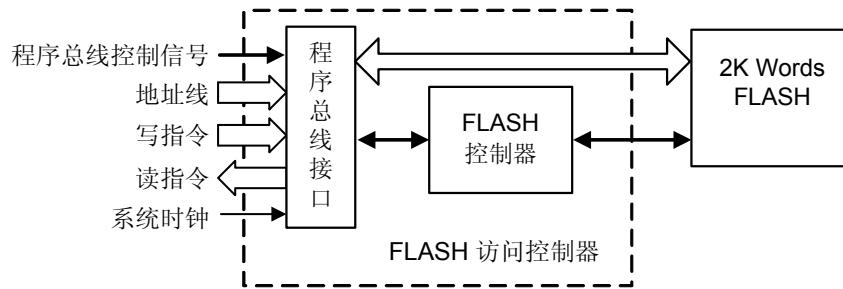 程序总线控制信号
地址线
写指令
读指令
系统时钟
程序总线接口
FLASH
控制器
2K Words
FLASH
FLASH 访问控制器